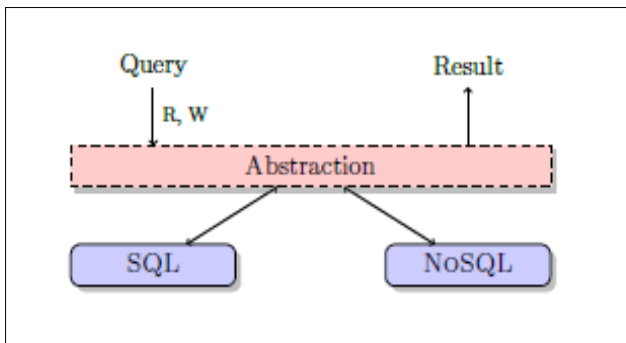 Query
Result
R, W
Abstraction
SQL
NoSQL